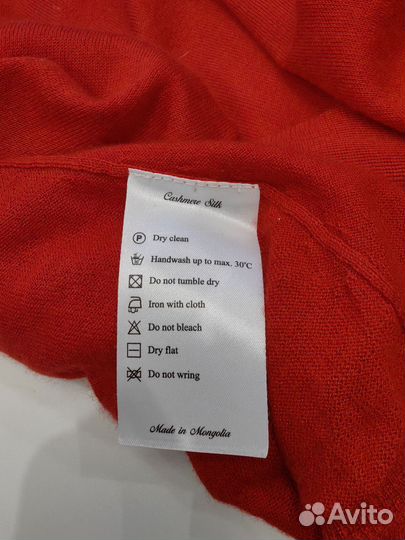 Cashmere Silk
P Dry clean
Handwash up to max. 30°C
Do not tumble dry
Iron with cloth
Do not bleach
Dry flat
Do not wring
Made in Mongolia
Avito